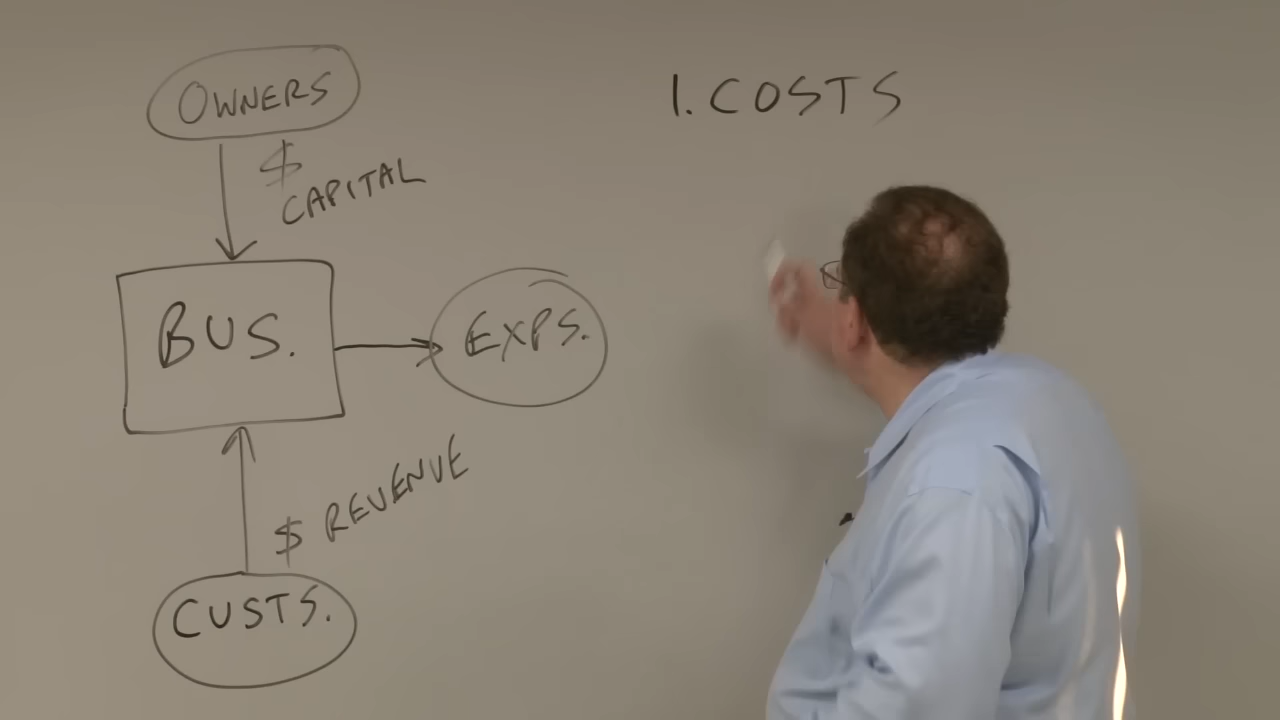 OWNERS
$
CAPITAL
BUS.
EXPS.
$ REVENUE
CUSTS.
1. COSTS